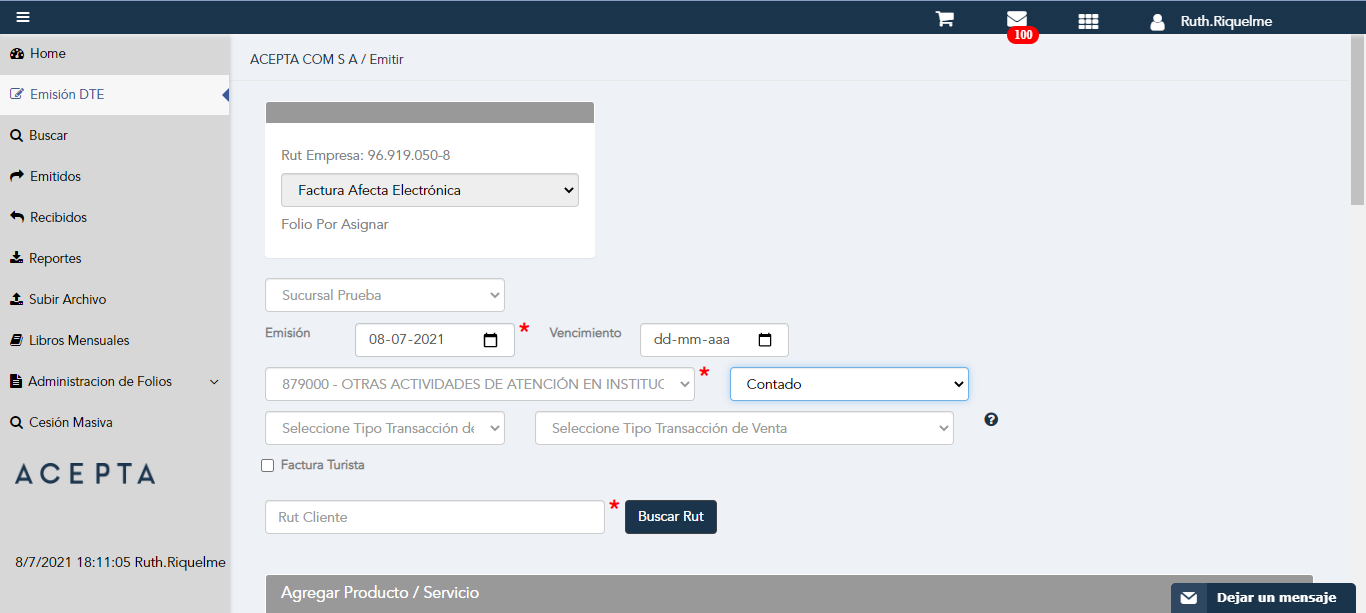 100
Ruth.Riquelme
Home
Emisión DTE
Buscar
Emitidos
Recibidos
Reportes
Subir Archivo
Libros Mensuales
Administracion de Folios
Cesión Masiva
ACEPTA
8/7/2021 18:11:05 Ruth.Riquelme
ACEPTA COM S A / Emitir
Rut Empresa: 96.919.050-8
Factura Afecta Electrónica
Folio Por Asignar
Sucursal Prueba
Emisión 08-07-2021 * Vencimiento dd-mm-aaa
879000 - OTRAS ACTIVIDADES DE ATENCIÓN EN INSTITUC * Contado
Seleccione Tipo Transacción de Seleccione Tipo Transacción de Venta ?
Factura Turista
Rut Cliente * Buscar Rut
Agregar Producto / Servicio
Dejar un mensaje